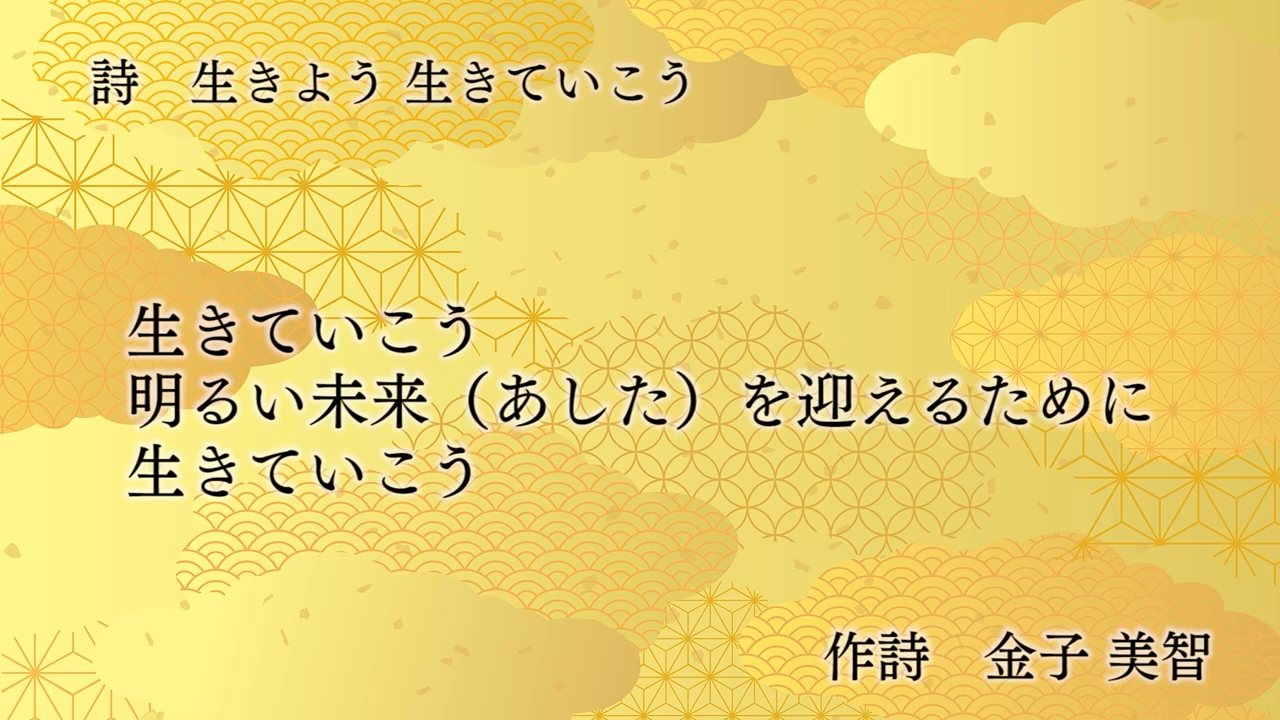 詩　生きよう 生きていこう
生きていこう
明るい未来（あした）を迎えるために
生きていこう
作詩　金子 美智